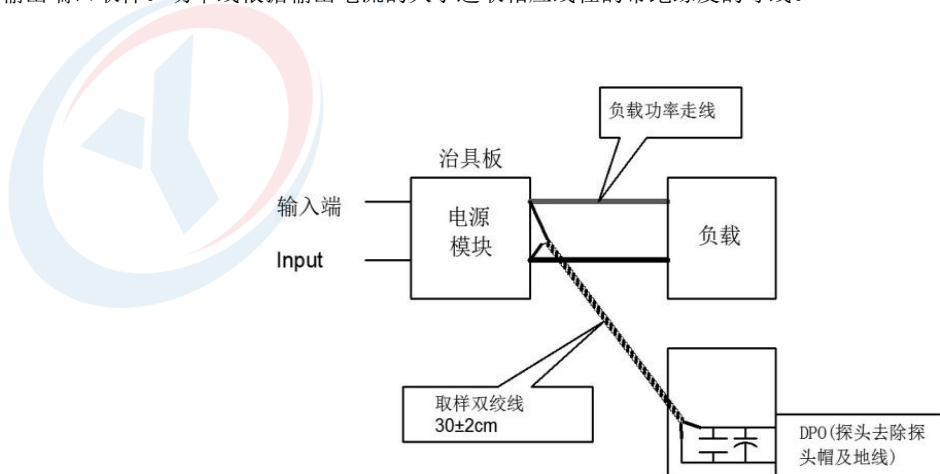 负载功率走线
治具板
输入端
电源
模块
负载
Input
取样双绞线
30±2cm
DPO(探头去除探
头帽及地线)